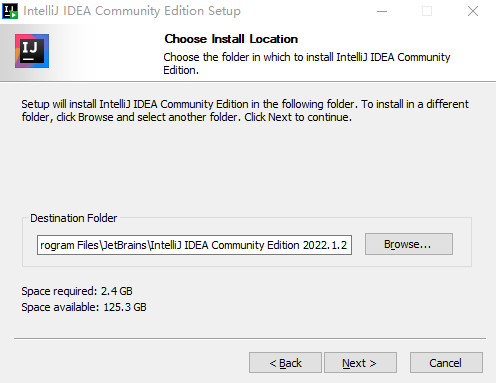 IntelliJ IDEA Community Edition Setup
IJ
Choose Install Location
Choose the folder in which to install IntelliJ IDEA Community
Edition.
Setup will install IntelliJ IDEA Community Edition in the following folder. To install in a different
folder, click Browse and select another folder. Click Next to continue.
Destination Folder
rogram Files\JetBrains\IntelliJ IDEA Community Edition 2022.1.2
Browse...
Space required: 2.4 GB
Space available: 125.3 GB
< Back
Next >
Cancel